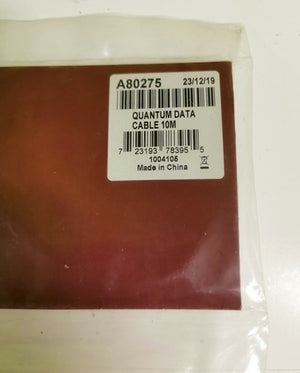 A80275 23/12/19
QUANTUM DATA
CABLE 10M
7 23193 78395 5
1004105
Made in China